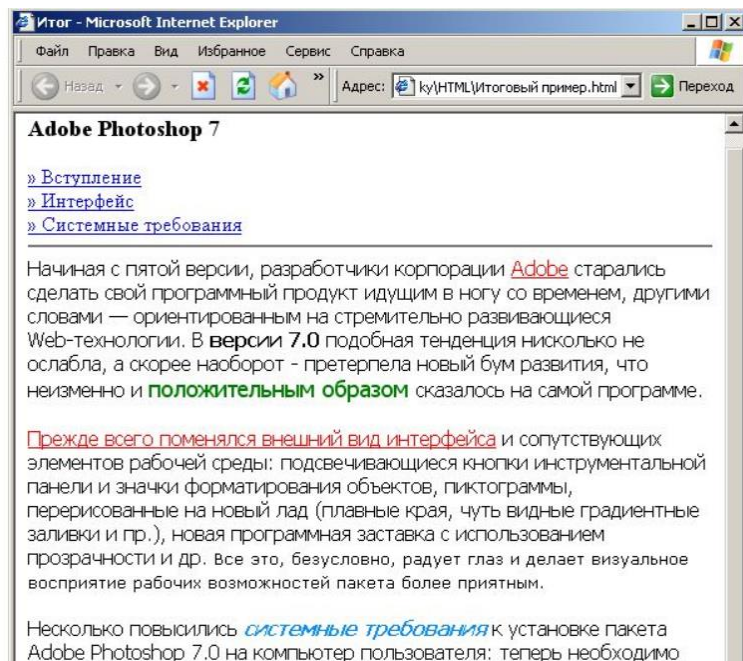 Итог - Microsoft Internet Explorer
Файл Правка Вид Избранное Сервис Справка
Назад » Адрес: ky\HTML\Итоговый пример.html Переход
Adobe Photoshop 7
» Вступление
» Интерфейс
» Системные требования
Начиная с пятой версии, разработчики корпорации Adobe старались
сделать свой программный продукт идущим в ногу со временем, другими
словами — ориентированным на стремительно развивающиеся
Web-технологии. В версии 7.0 подобная тенденция нисколько не
ослабла, а скорее наоборот - претерпела новый бум развития, что
неизменно и положительным образом сказалось на самой программе.
Прежде всего поменялся внешний вид интерфейса и сопутствующих
элементов рабочей среды: подсвечивающиеся кнопки инструментальной
панели и значки форматирования объектов, пиктограммы,
перерисованные на новый лад (плавные края, чуть видные градиентные
заливки и пр.), новая программная заставка с использованием
прозрачности и др. Все это, безусловно, радует глаз и делает визуальное
восприятие рабочих возможностей пакета более приятным.
Несколько повысились системные требования к установке пакета
Adobe Photoshop 7.0 на компьютер пользователя: теперь необходимо